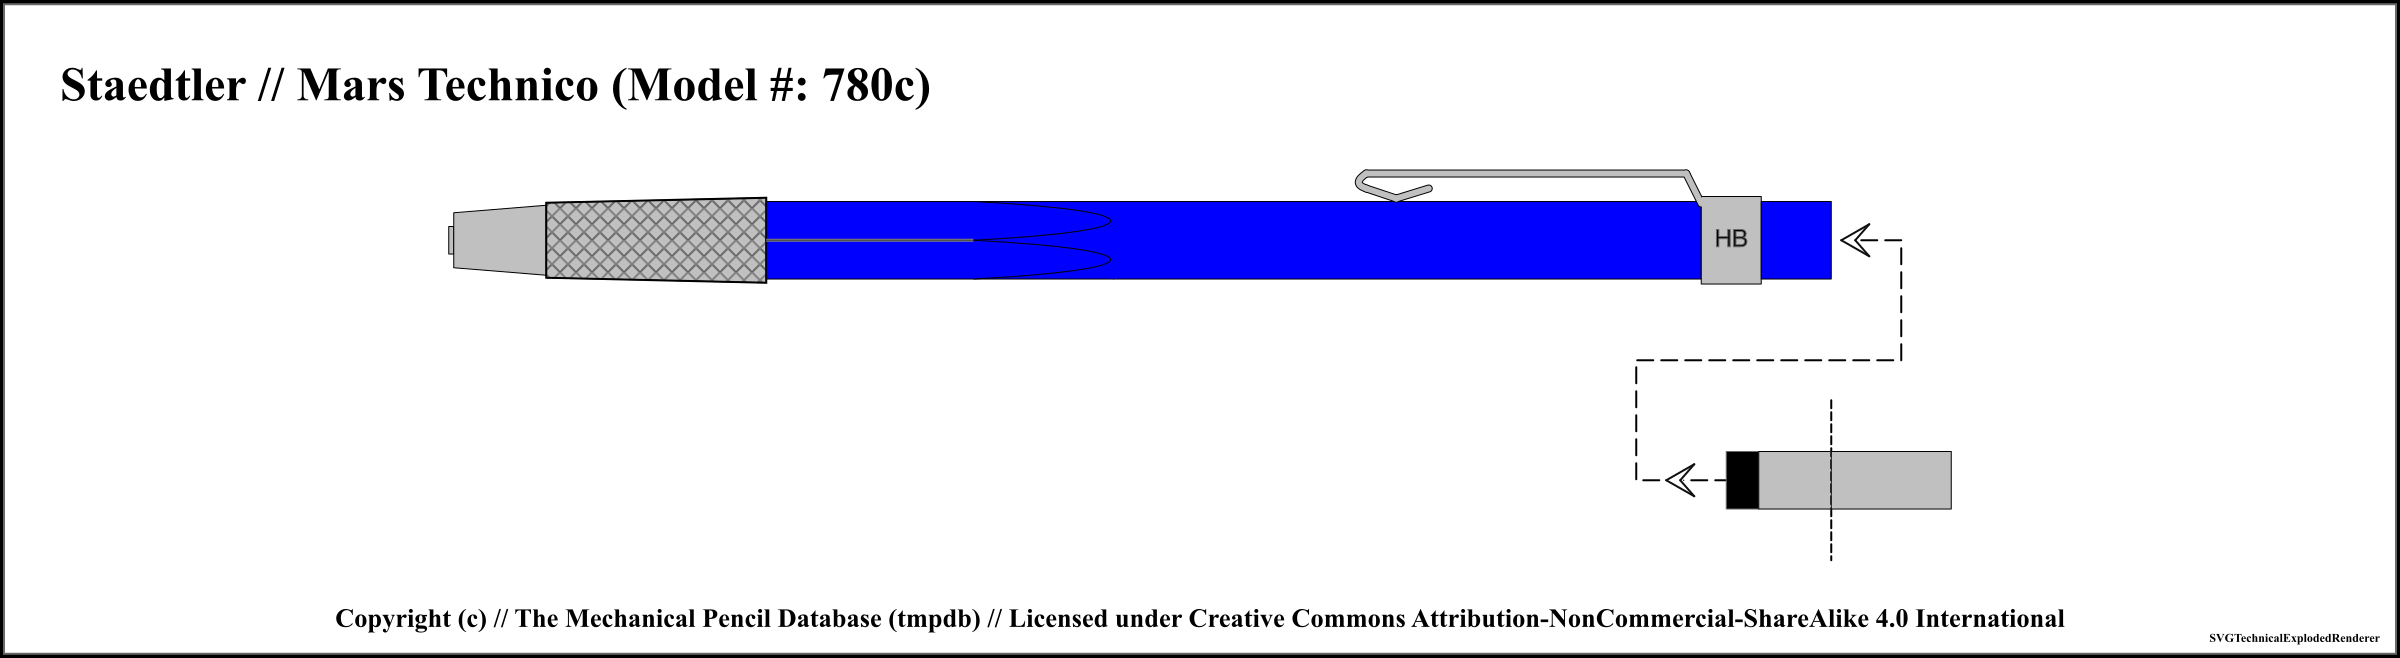 Staedtler // Mars Technico (Model #: 780c)
HB
Copyright (c) // The Mechanical Pencil Database (tmpdb) // Licensed under Creative Commons Attribution-NonCommercial-ShareAlike 4.0 International
SVGTechnicalExplodedRenderer